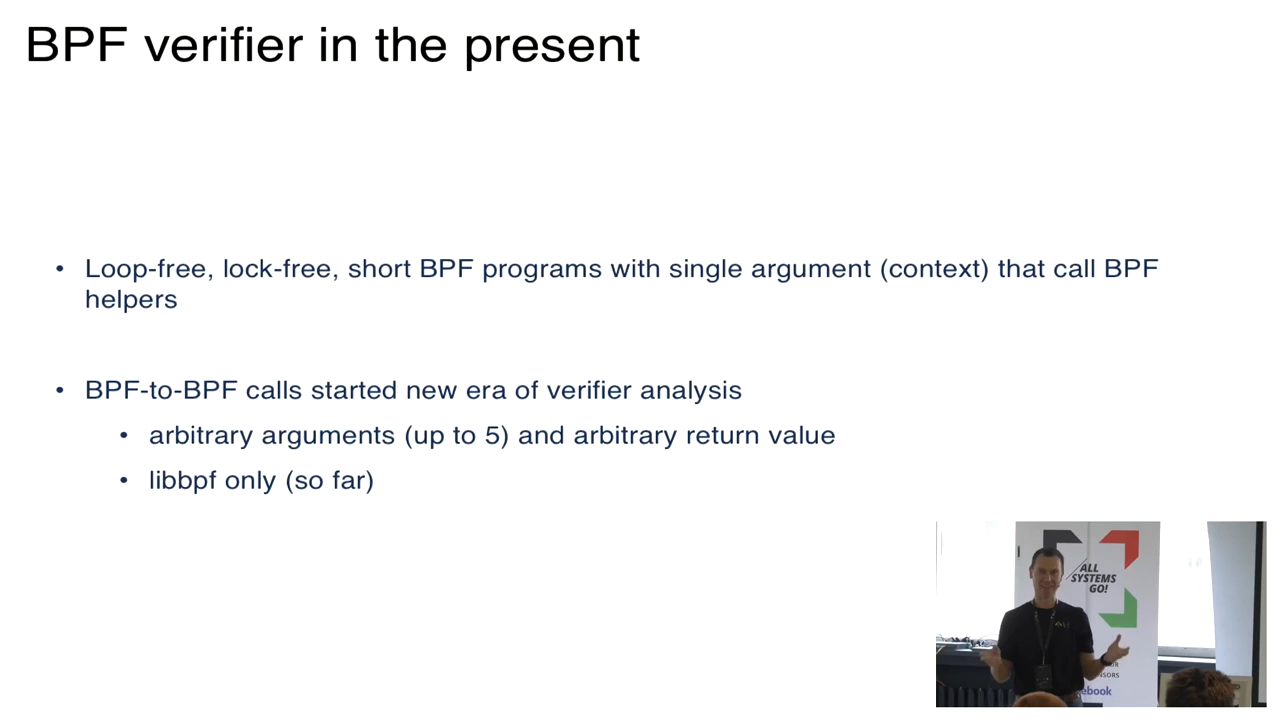 BPF verifier in the present
• Loop-free, lock-free, short BPF programs with single argument (context) that call BPF
helpers
• BPF-to-BPF calls started new era of verifier analysis
• arbitrary arguments (up to 5) and arbitrary return value
• libbpf only (so far)
ALL
SYSTEMS
GO!